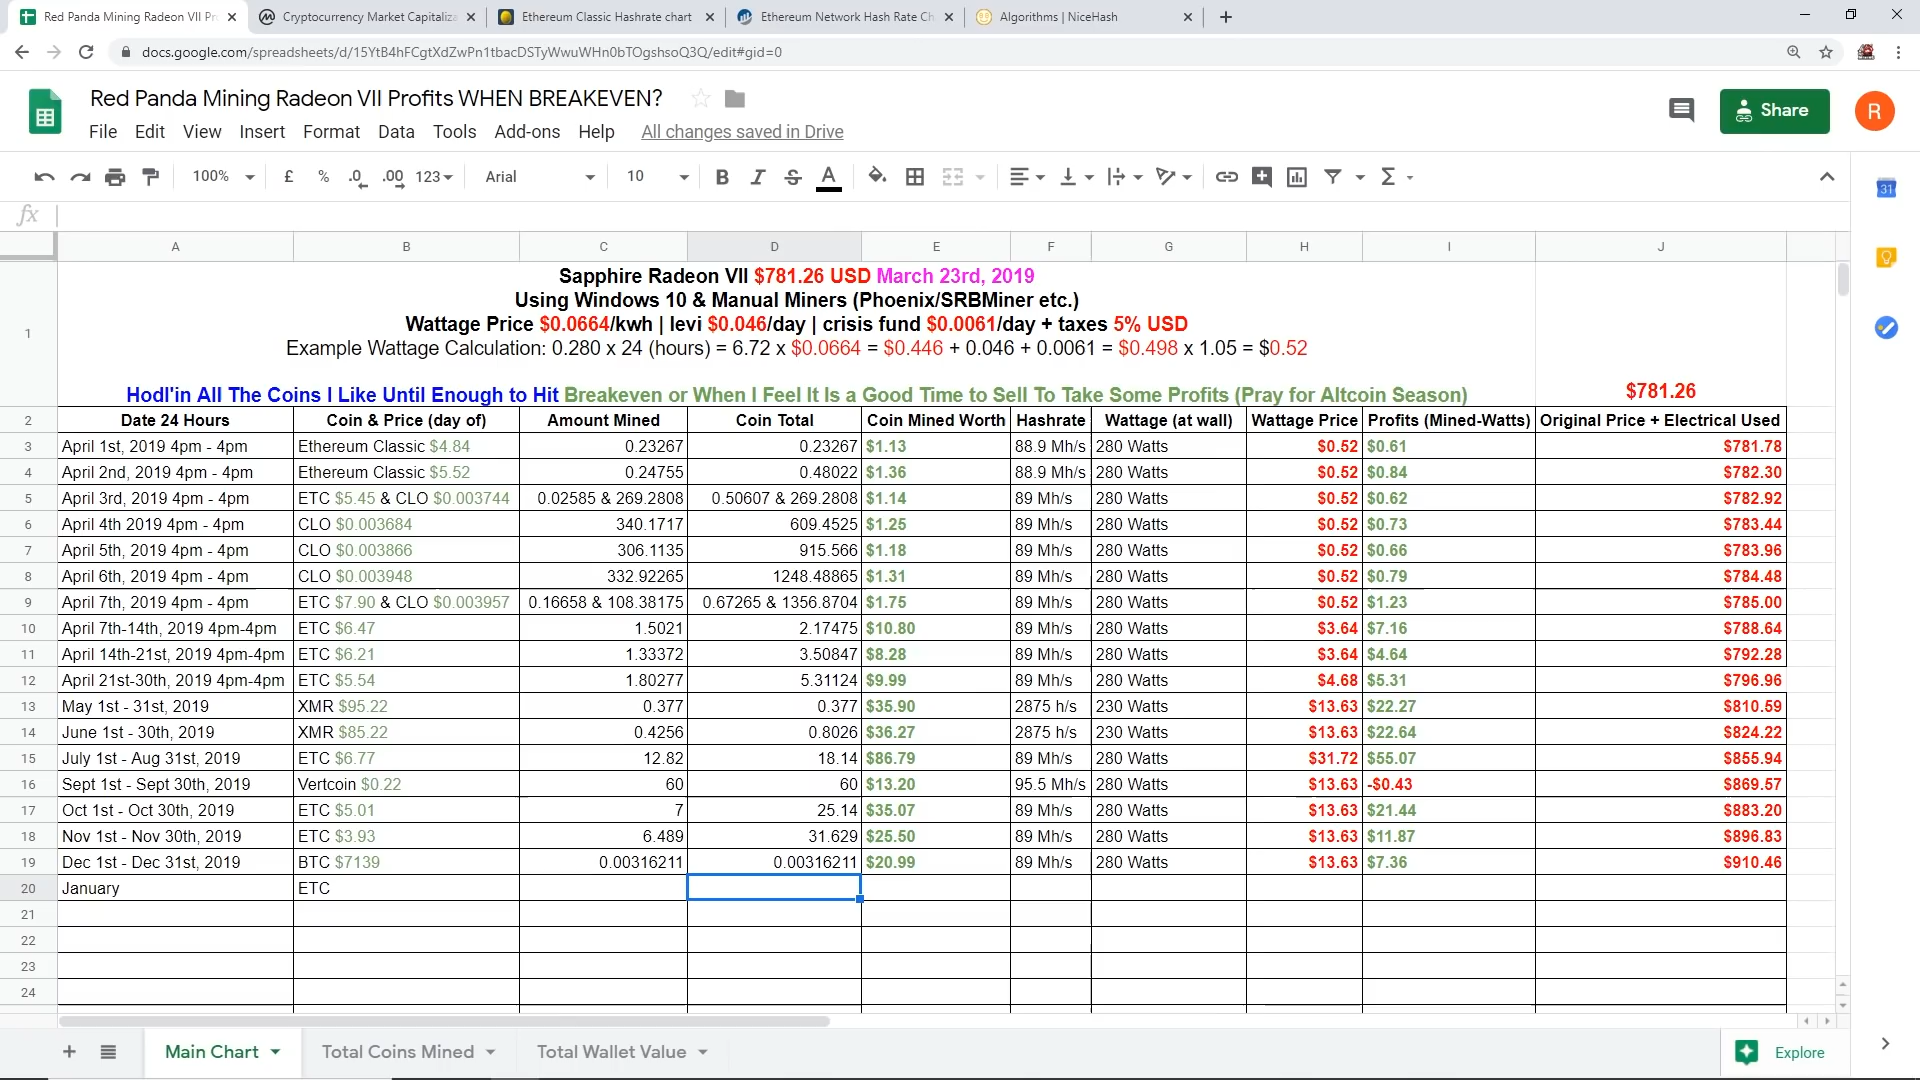 Red Panda Mining Radeon VII Pr
Cryptocurrency Market Capitaliza
Ethereum Classic Hashrate chart
Ethereum Network Hash Rate Ch
Algorithms | NiceHash
docs.google.com/spreadsheets/d/15YtB4hFCgtXdZwPn1tbacDSTyWwuWHn0bTOgshsoQ3Q/edit#gid=0
Red Panda Mining Radeon VII Profits WHEN BREAKEVEN?
Share
R
File Edit View Insert Format Data Tools Add-ons Help All changes saved in Drive
100% £ % .0 .00 123 Arial 10 B I S A Σ
31
fx
A B C D E F G H I J
Sapphire Radeon VII $781.26 USD March 23rd, 2019
Using Windows 10 & Manual Miners (Phoenix/SRBMiner etc.)
Wattage Price $0.0664/kwh | levi $0.046/day | crisis fund $0.0061/day + taxes 5% USD
1
Example Wattage Calculation: 0.280 x 24 (hours) = 6.72 x $0.0664 = $0.446 + 0.046 + 0.0061 = $0.498 x 1.05 = $0.52
Hodl'in All The Coins I Like Until Enough to Hit Breakeven or When I Feel It Is a Good Time to Sell To Take Some Profits (Pray for Altcoin Season) $781.26
2 Date 24 Hours Coin & Price (day of) Amount Mined Coin Total Coin Mined Worth Hashrate Wattage (at wall) Wattage Price Profits (Mined-Watts) Original Price + Electrical Used
3 April 1st, 2019 4pm - 4pm Ethereum Classic $4.84 0.23267 0.23267 $1.13 88.9 Mh/s 280 Watts $0.52 $0.61 $781.78
4 April 2nd, 2019 4pm - 4pm Ethereum Classic $5.52 0.24755 0.48022 $1.36 88.9 Mh/s 280 Watts $0.52 $0.84 $782.30
5 April 3rd, 2019 4pm - 4pm ETC $5.45 & CLO $0.003744 0.02585 & 269.2808 0.50607 & 269.2808 $1.14 89 Mh/s 280 Watts $0.52 $0.62 $782.92
6 April 4th 2019 4pm - 4pm CLO $0.003684 340.1717 609.4525 $1.25 89 Mh/s 280 Watts $0.52 $0.73 $783.44
7 April 5th, 2019 4pm - 4pm CLO $0.003866 306.1135 915.566 $1.18 89 Mh/s 280 Watts $0.52 $0.66 $783.96
8 April 6th, 2019 4pm - 4pm CLO $0.003948 332.92265 1248.48865 $1.31 89 Mh/s 280 Watts $0.52 $0.79 $784.48
9 April 7th, 2019 4pm - 4pm ETC $7.90 & CLO $0.003957 0.16658 & 108.38175 0.67265 & 1356.8704 $1.75 89 Mh/s 280 Watts $0.52 $1.23 $785.00
10 April 7th-14th, 2019 4pm-4pm ETC $6.47 1.5021 2.17475 $10.80 89 Mh/s 280 Watts $3.64 $7.16 $788.64
11 April 14th-21st, 2019 4pm-4pm ETC $6.21 1.33372 3.50847 $8.28 89 Mh/s 280 Watts $3.64 $4.64 $792.28
12 April 21st-30th, 2019 4pm-4pm ETC $5.54 1.80277 5.31124 $9.99 89 Mh/s 280 Watts $4.68 $5.31 $796.96
13 May 1st - 31st, 2019 XMR $95.22 0.377 0.377 $35.90 2875 h/s 230 Watts $13.63 $22.27 $810.59
14 June 1st - 30th, 2019 XMR $85.22 0.4256 0.8026 $36.27 2875 h/s 230 Watts $13.63 $22.64 $824.22
15 July 1st - Aug 31st, 2019 ETC $6.77 12.82 18.14 $86.79 89 Mh/s 280 Watts $31.72 $55.07 $855.94
16 Sept 1st - Sept 30th, 2019 Vertcoin $0.22 60 60 $13.20 95.5 Mh/s 280 Watts $13.63 -$0.43 $869.57
17 Oct 1st - Oct 30th, 2019 ETC $5.01 7 25.14 $35.07 89 Mh/s 280 Watts $13.63 $21.44 $883.20
18 Nov 1st - Nov 30th, 2019 ETC $3.93 6.489 31.629 $25.50 89 Mh/s 280 Watts $13.63 $11.87 $896.83
19 Dec 1st - Dec 31st, 2019 BTC $7139 0.00316211 0.00316211 $20.99 89 Mh/s 280 Watts $13.63 $7.36 $910.46
20 January ETC
21
22
23
24
Main Chart Total Coins Mined Total Wallet Value Explore